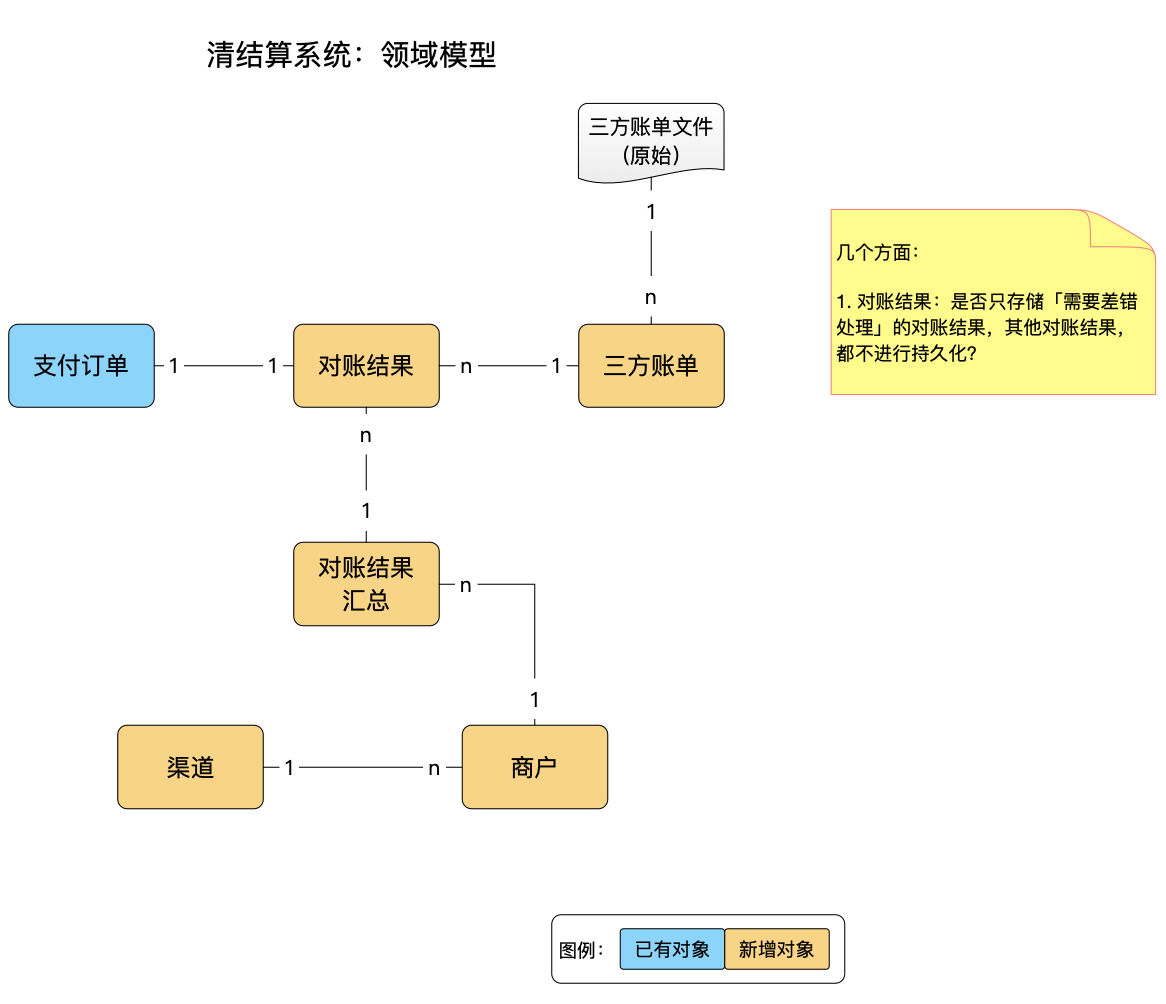 清结算系统：领域模型
三方账单文件
（原始）
1
n
几个方面：
1. 对账结果：是否只存储「需要差错
处理」的对账结果，其他对账结果，
都不进行持久化？
支付订单
1
1
对账结果
n
1
三方账单
n
1
对账结果
汇总
n
1
渠道
1
n
商户
图例：
已有对象
新增对象